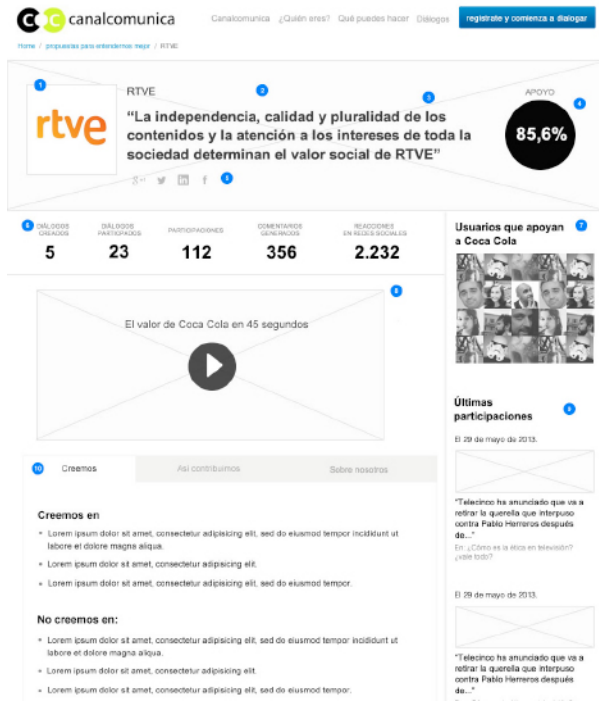 canalcomunica
Canalcomunica ¿Quién eres? Qué puedes hacer Diálogos
registrate y comienza a dialogar
Home / propuestas para entendernos mejor / RTVE
1
rtve
RTVE
2
3
“La independencia, calidad y pluralidad de los
contenidos y la atención a los intereses de toda la
sociedad determinan el valor social de RTVE”
5
APOYO
4
85,6%
6
DIÁLOGOS
CREADOS
5
DIÁLOGOS
PARTICIPADOS
23
PARTICIPACIONES
112
COMENTARIOS
GENERADOS
356
REACCIONES
EN REDES SOCIALES
2.232
Usuarios que apoyan
a Coca Cola
7
8
El valor de Coca Cola en 45 segundos
Últimas
participaciones
9
El 29 de mayo de 2013.
“Telecinco ha anunciado que va a
retirar la querella que interpuso
contra Pablo Herreros después
de...”
En: ¿Cómo es la ética en televisión?
¿vale todo?
El 29 de mayo de 2013.
“Telecinco ha anunciado que va a
retirar la querella que interpuso
contra Pablo Herreros después
de...”
10
Creemos
Así contribuimos
Sobre nosotros
Creemos en
Lorem ipsum dolor sit amet, consectetur adipisicing elit, sed do eiusmod tempor incididunt ut
labore et dolore magna aliqua.
Lorem ipsum dolor sit amet, consectetur adipisicing elit.
Lorem ipsum dolor sit amet, consectetur adipisicing elit, sed do eiusmod tempor.
No creemos en:
Lorem ipsum dolor sit amet, consectetur adipisicing elit, sed do eiusmod tempor incididunt ut
labore et dolore magna aliqua.
Lorem ipsum dolor sit amet, consectetur adipisicing elit.
Lorem ipsum dolor sit amet, consectetur adipisicing elit, sed do eiusmod tempor.